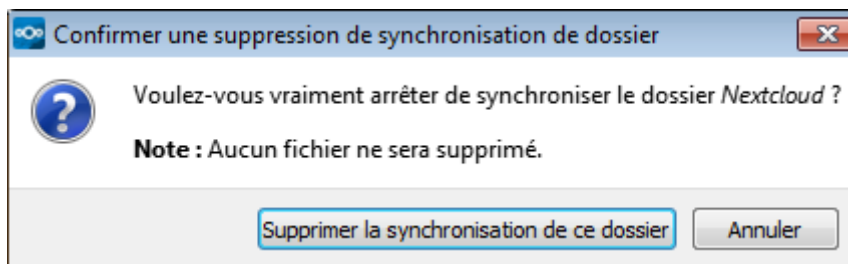 Confirmer une suppression de synchronisation de dossier
Voulez-vous vraiment arrêter de synchroniser le dossier Nextcloud ?
Note : Aucun fichier ne sera supprimé.
Supprimer la synchronisation de ce dossier
Annuler